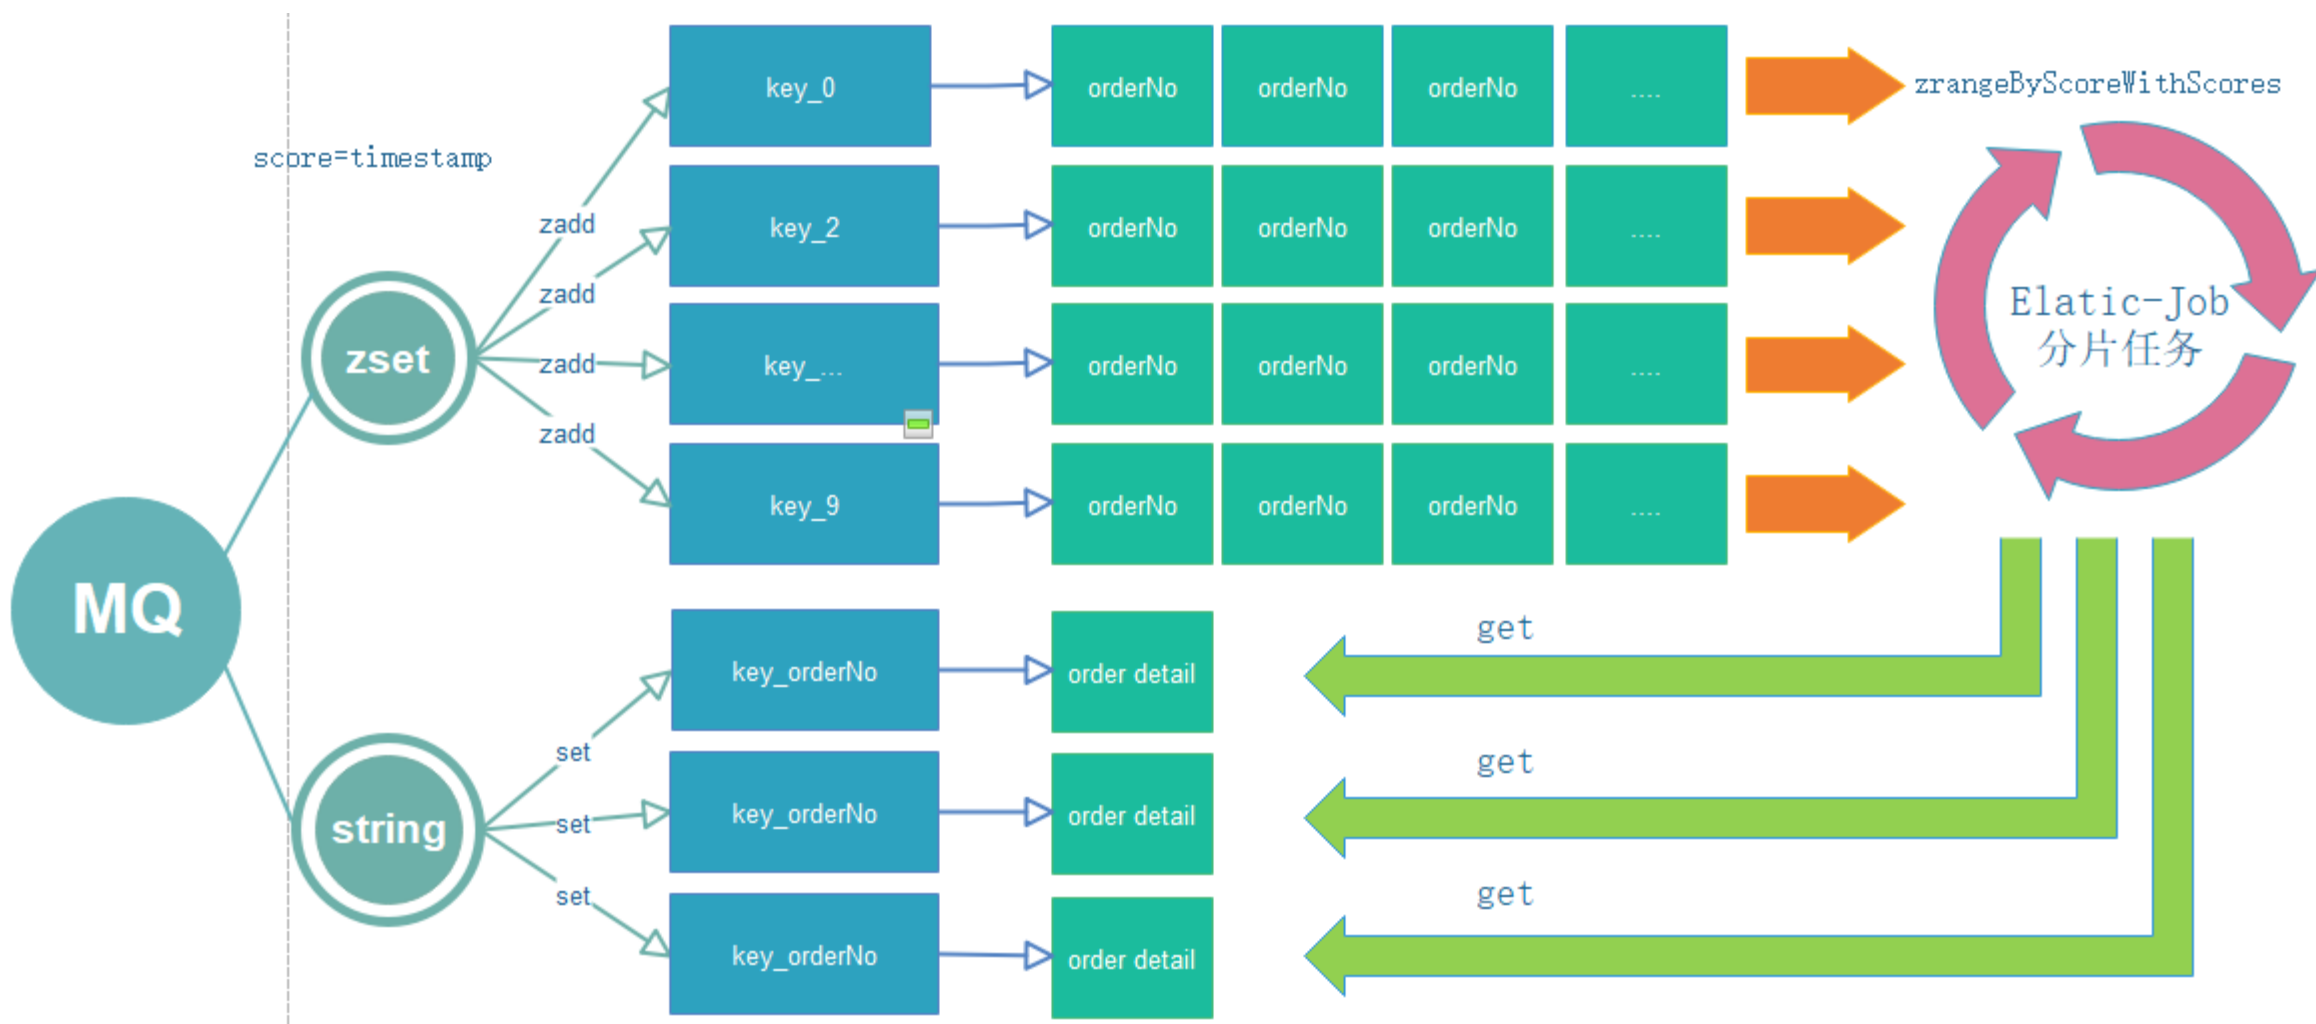 score=timestamp
zadd
zadd
zadd
zadd
zset
MQ
string
set
set
set
key_0
orderNo
orderNo
orderNo
....
zrangeByScoreWithScores
key_2
orderNo
orderNo
orderNo
....
key_...
orderNo
orderNo
orderNo
....
key_9
orderNo
orderNo
orderNo
....
Elatic-Job
分片任务
key_orderNo
order detail
get
key_orderNo
order detail
get
key_orderNo
order detail
get